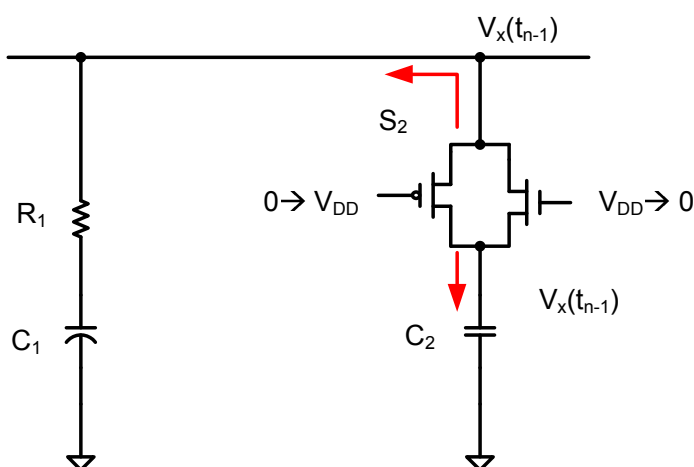 Vx(tn-1)
S2
0→ VDD
VDD→ 0
R1
Vx(tn-1)
C1
C2